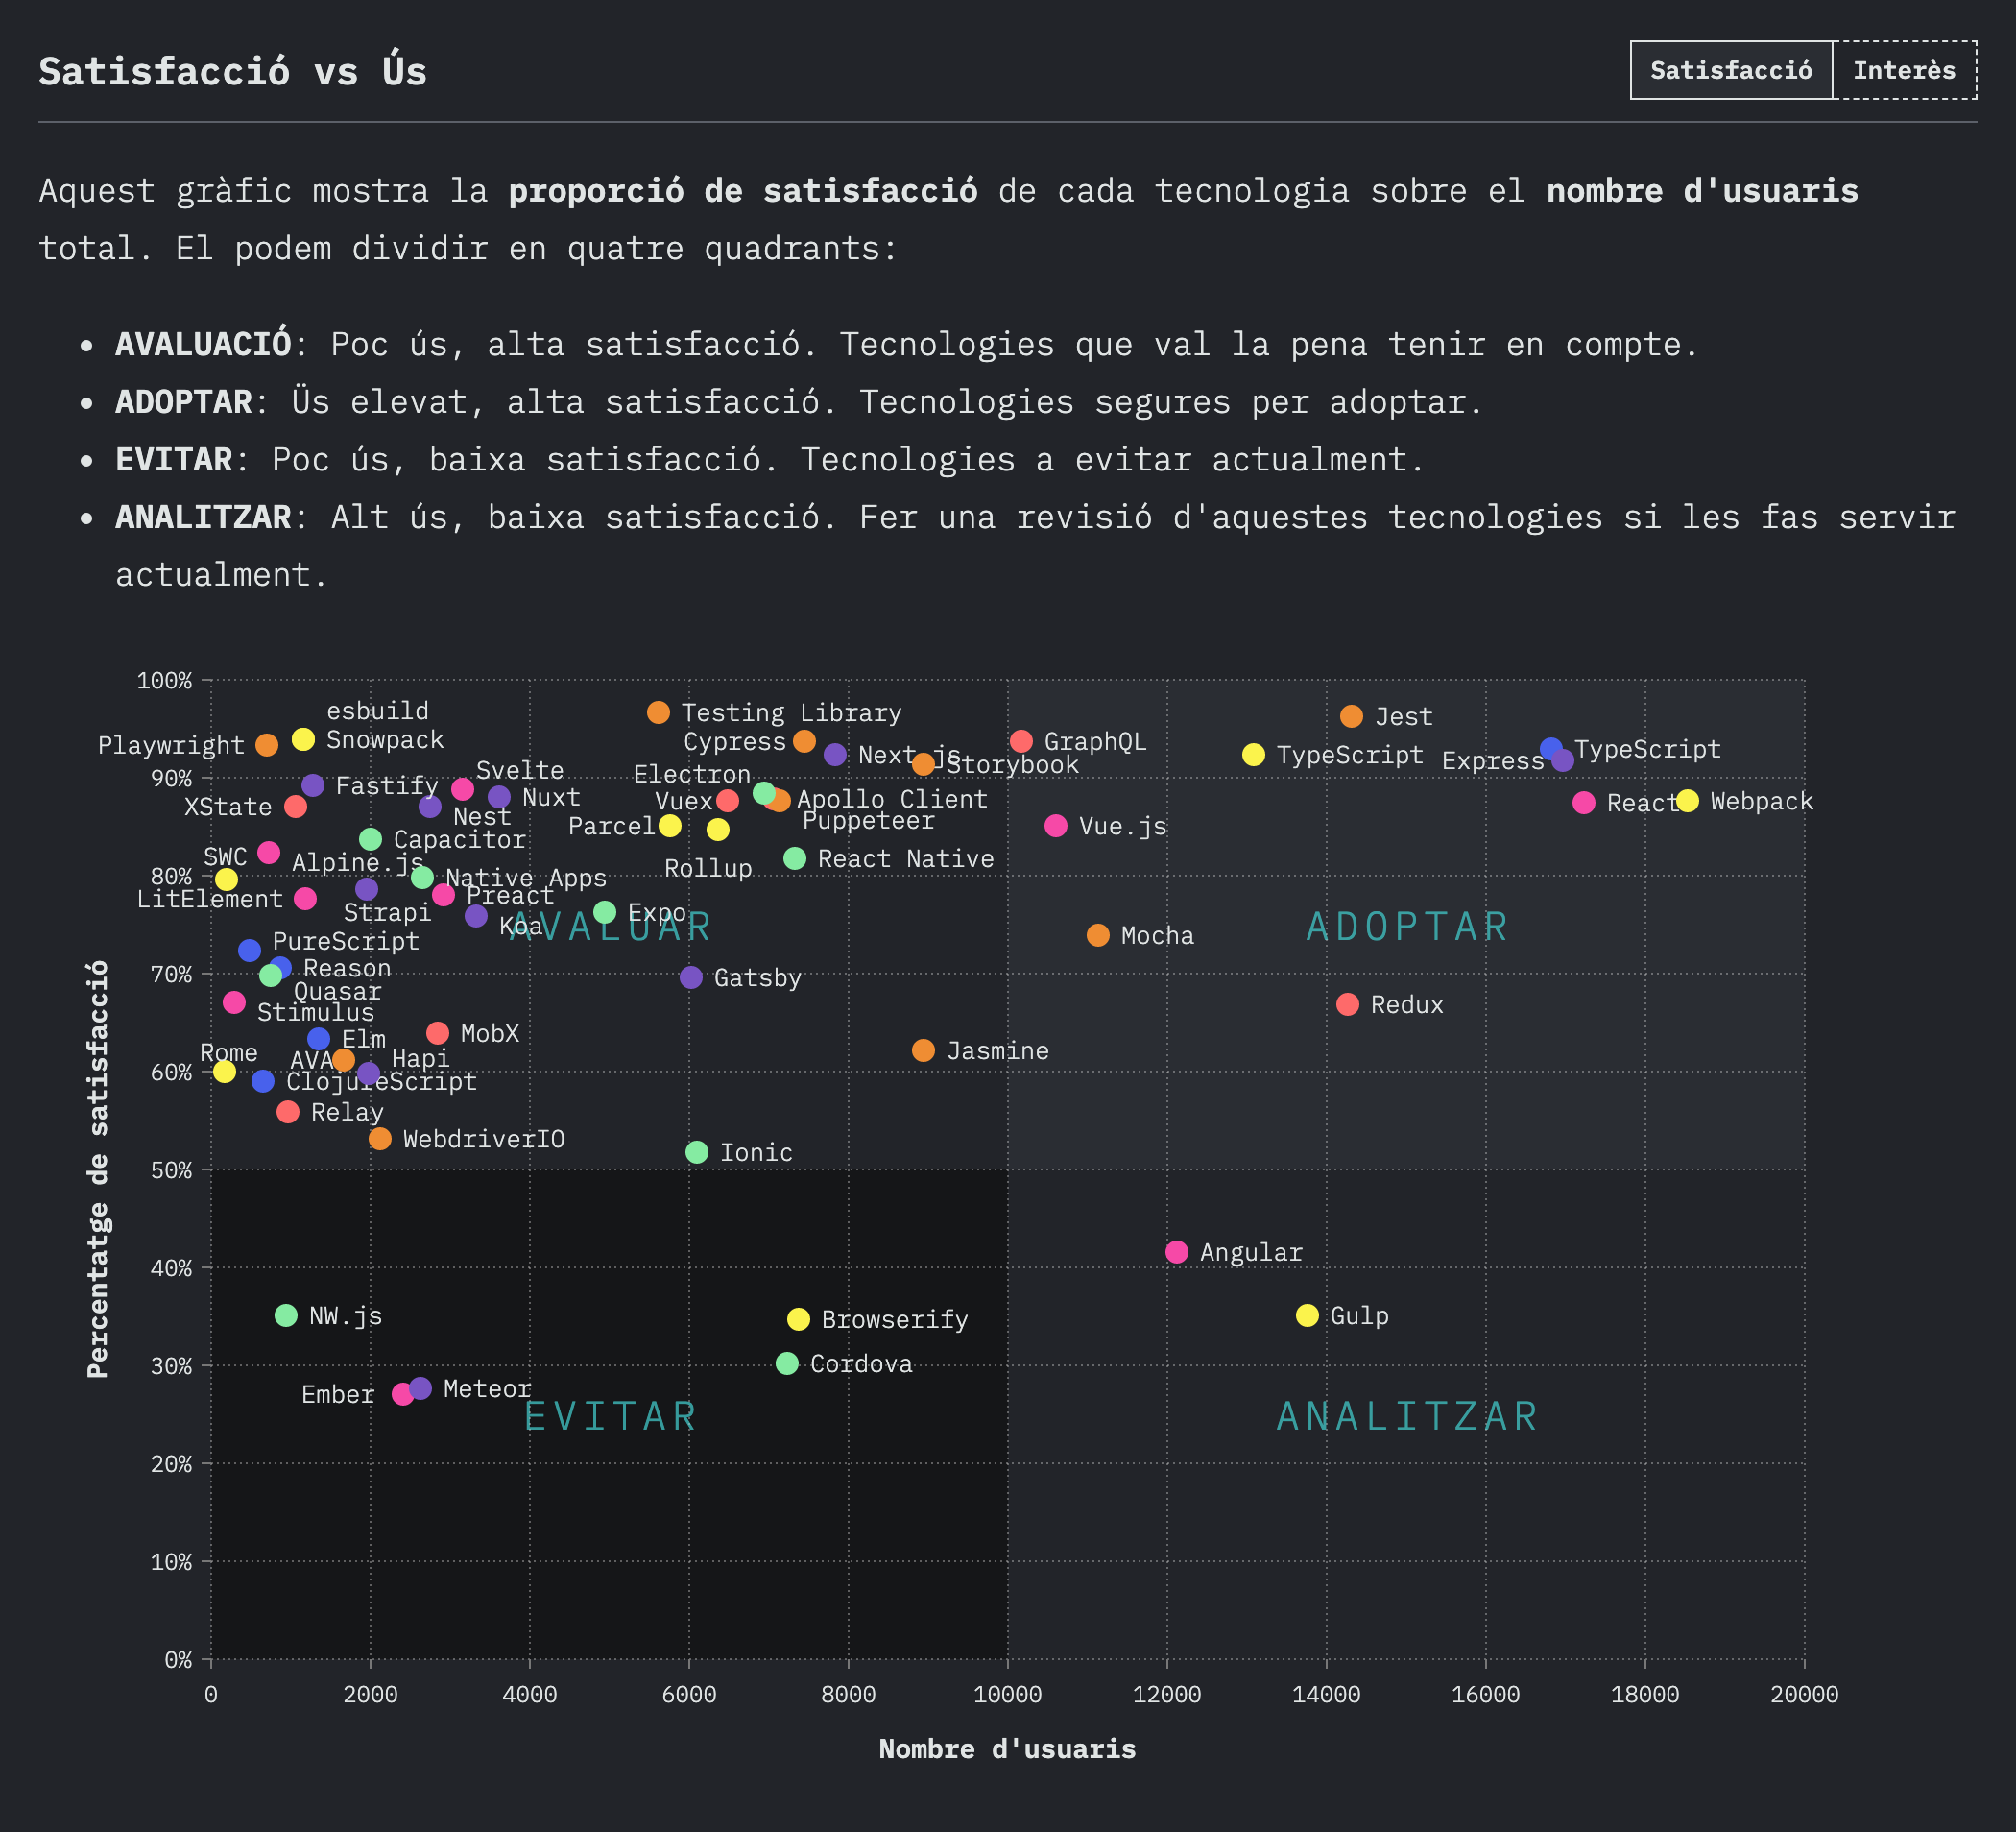 Satisfacció vs Ús
Satisfacció
Interès
Aquest gràfic mostra la proporció de satisfacció de cada tecnologia sobre el nombre d'usuaris
total. El podem dividir en quatre quadrants:
AVALUACIÓ: Poc ús, alta satisfacció. Tecnologies que val la pena tenir en compte.
ADOPTAR: Üs elevat, alta satisfacció. Tecnologies segures per adoptar.
EVITAR: Poc ús, baixa satisfacció. Tecnologies a evitar actualment.
ANALITZAR: Alt ús, baixa satisfacció. Fer una revisió d'aquestes tecnologies si les fas servir
actualment.
100%
90%
80%
70%
60%
50%
40%
30%
20%
10%
0%
Percentatge de satisfacció
esbuild
Testing Library
Jest
Playwright
Snowpack
Cypress
GraphQL
Next.js
Storybook
TypeScript
TypeScript
Express
Svelte
Electron
Fastify
Nuxt
XState
Nest
Vuex
Apollo Client
React
Webpack
Puppeteer
Parcel
Vue.js
Capacitor
SWC
Alpine.js
Rollup
React Native
Native Apps
LitElement
Preact
Strapi
Koa
Expo
AVALUAR
ADOPTAR
Mocha
PureScript
Reason
Gatsby
Quasar
Stimulus
Redux
MobX
Elm
Rome
AVA
Hapi
Jasmine
ClojureScript
Relay
WebdriverIO
Ionic
Angular
NW.js
Browserify
Gulp
Cordova
Ember
Meteor
EVITAR
ANALITZAR
0
2000
4000
6000
8000
10000
12000
14000
16000
18000
20000
Nombre d'usuaris